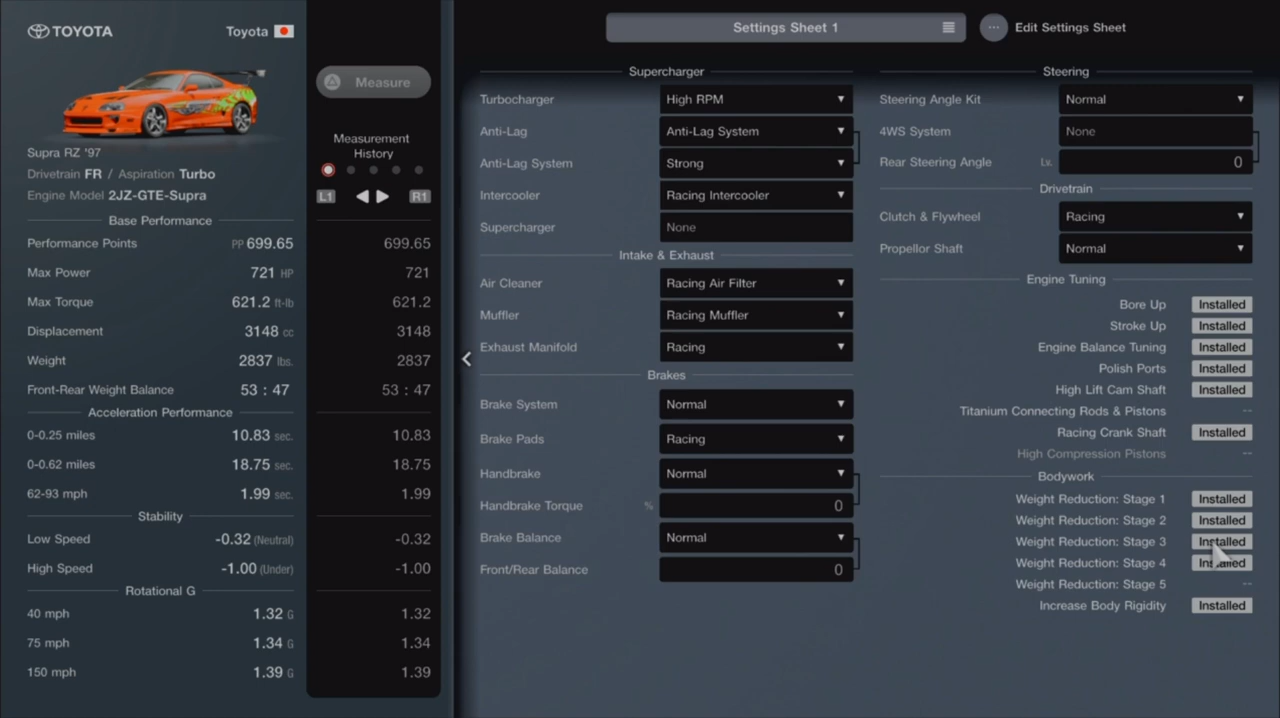 TOYOTA
Toyota
Supra RZ '97
Drivetrain FR / Aspiration Turbo
Engine Model 2JZ-GTE-Supra
Base Performance
Performance Points PP 699.65
Max Power 721 HP
Max Torque 621.2 ft-lb
Displacement 3148 cc
Weight 2837 lbs.
Front-Rear Weight Balance 53 : 47
Acceleration Performance
0-0.25 miles 10.83 sec.
0-0.62 miles 18.75 sec.
62-93 mph 1.99 sec.
Stability
Low Speed -0.32 (Neutral)
High Speed -1.00 (Under)
Rotational G
40 mph 1.32 G
75 mph 1.34 G
150 mph 1.39 G
Measure
Measurement
History
L1 R1
699.65
721
621.2
3148
2837
53 : 47
10.83
18.75
1.99
-0.32
-1.00
1.32
1.34
1.39
Settings Sheet 1
Edit Settings Sheet
Supercharger
Turbocharger High RPM
Anti-Lag Anti-Lag System
Anti-Lag System Strong
Intercooler Racing Intercooler
Supercharger None
Intake & Exhaust
Air Cleaner Racing Air Filter
Muffler Racing Muffler
Exhaust Manifold Racing
Brakes
Brake System Normal
Brake Pads Racing
Handbrake Normal
Handbrake Torque % 0
Brake Balance Normal
Front/Rear Balance 0
Steering
Steering Angle Kit Normal
4WS System None
Rear Steering Angle Lv. 0
Drivetrain
Clutch & Flywheel Racing
Propellor Shaft Normal
Engine Tuning
Bore Up Installed
Stroke Up Installed
Engine Balance Tuning Installed
Polish Ports Installed
High Lift Cam Shaft Installed
Titanium Connecting Rods & Pistons --
Racing Crank Shaft Installed
High Compression Pistons --
Bodywork
Weight Reduction: Stage 1 Installed
Weight Reduction: Stage 2 Installed
Weight Reduction: Stage 3 Installed
Weight Reduction: Stage 4 Installed
Weight Reduction: Stage 5 --
Increase Body Rigidity Installed